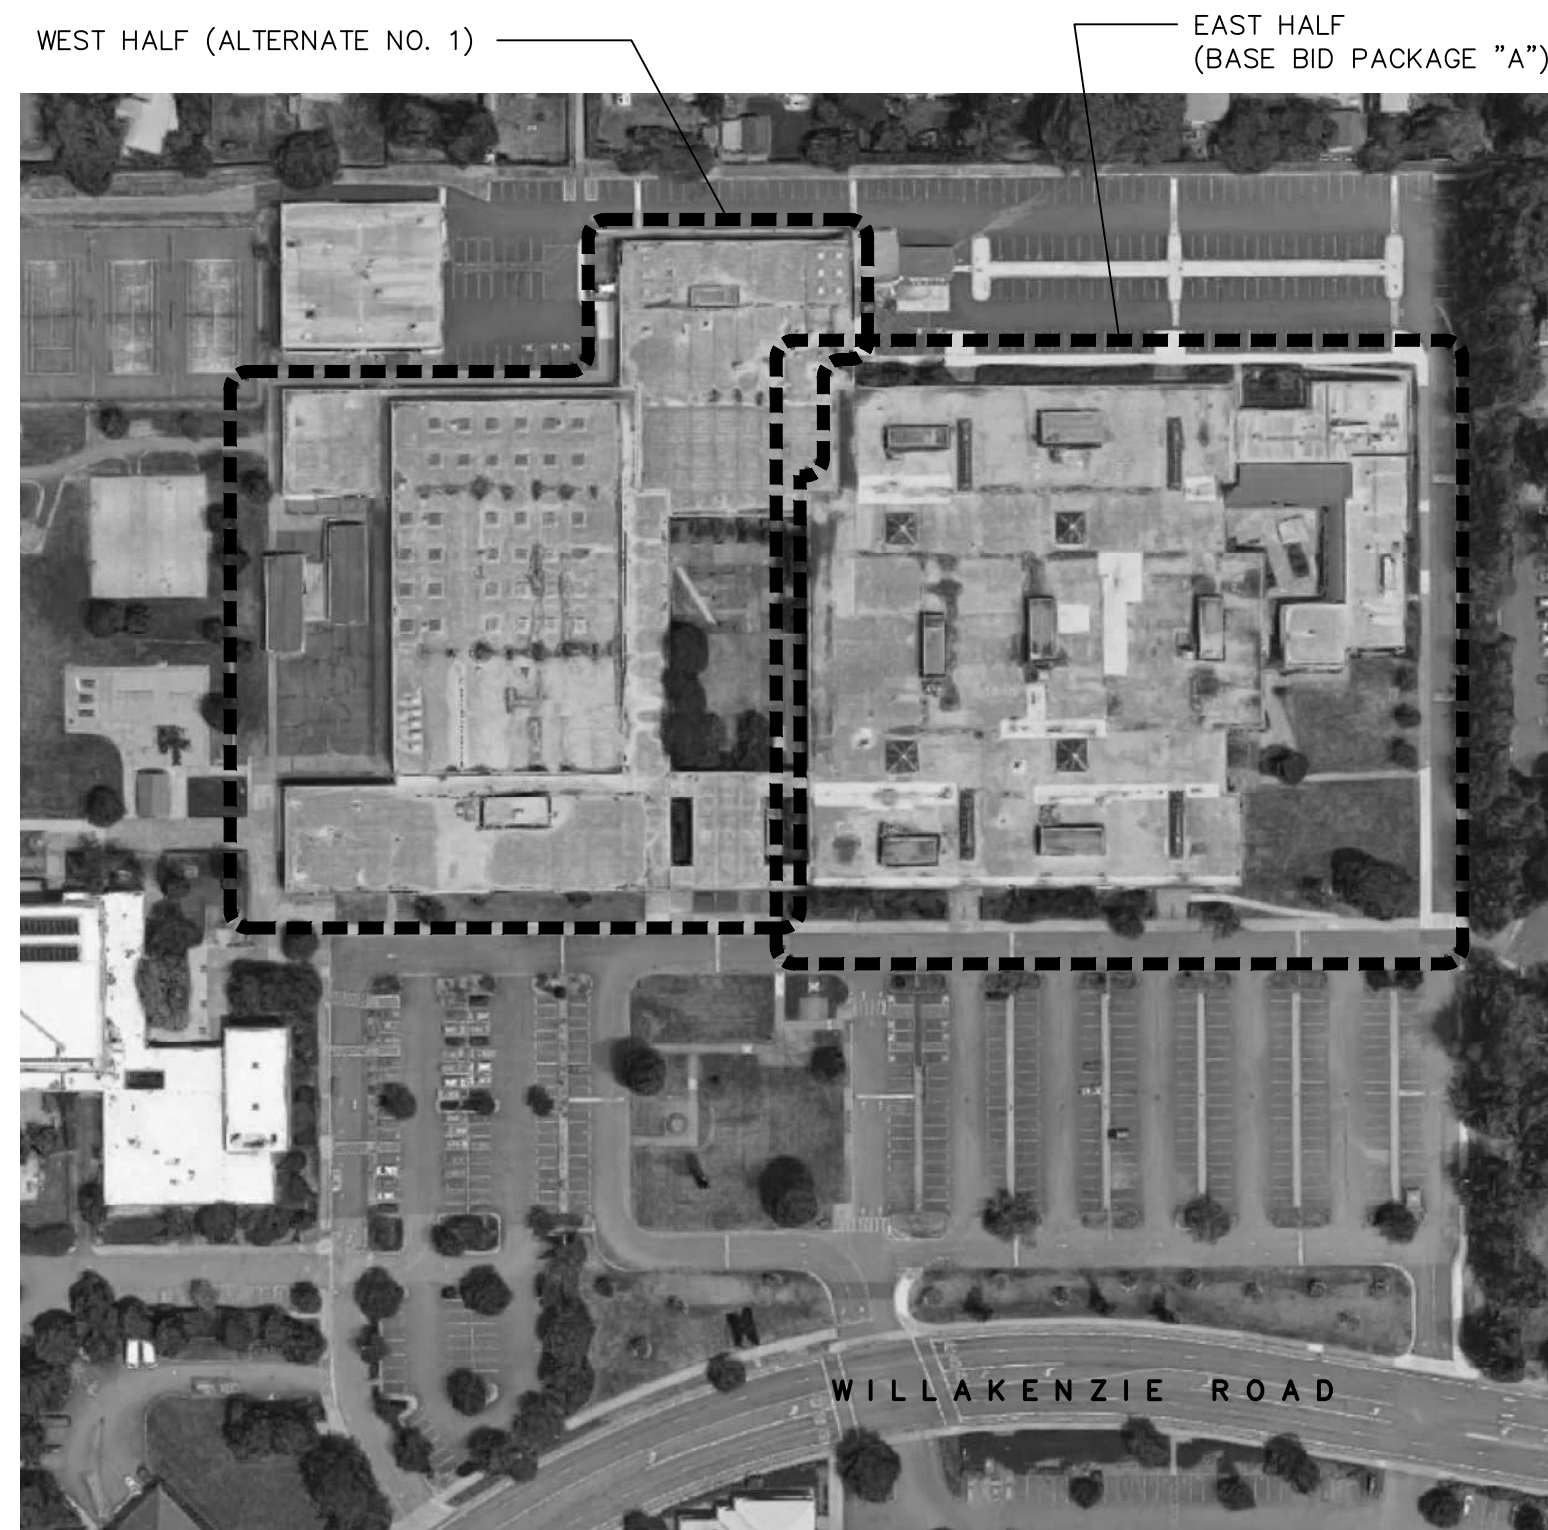 WEST HALF (ALTERNATE NO. 1)
EAST HALF
(BASE BID PACKAGE "A")
WILLAKENZIE ROAD